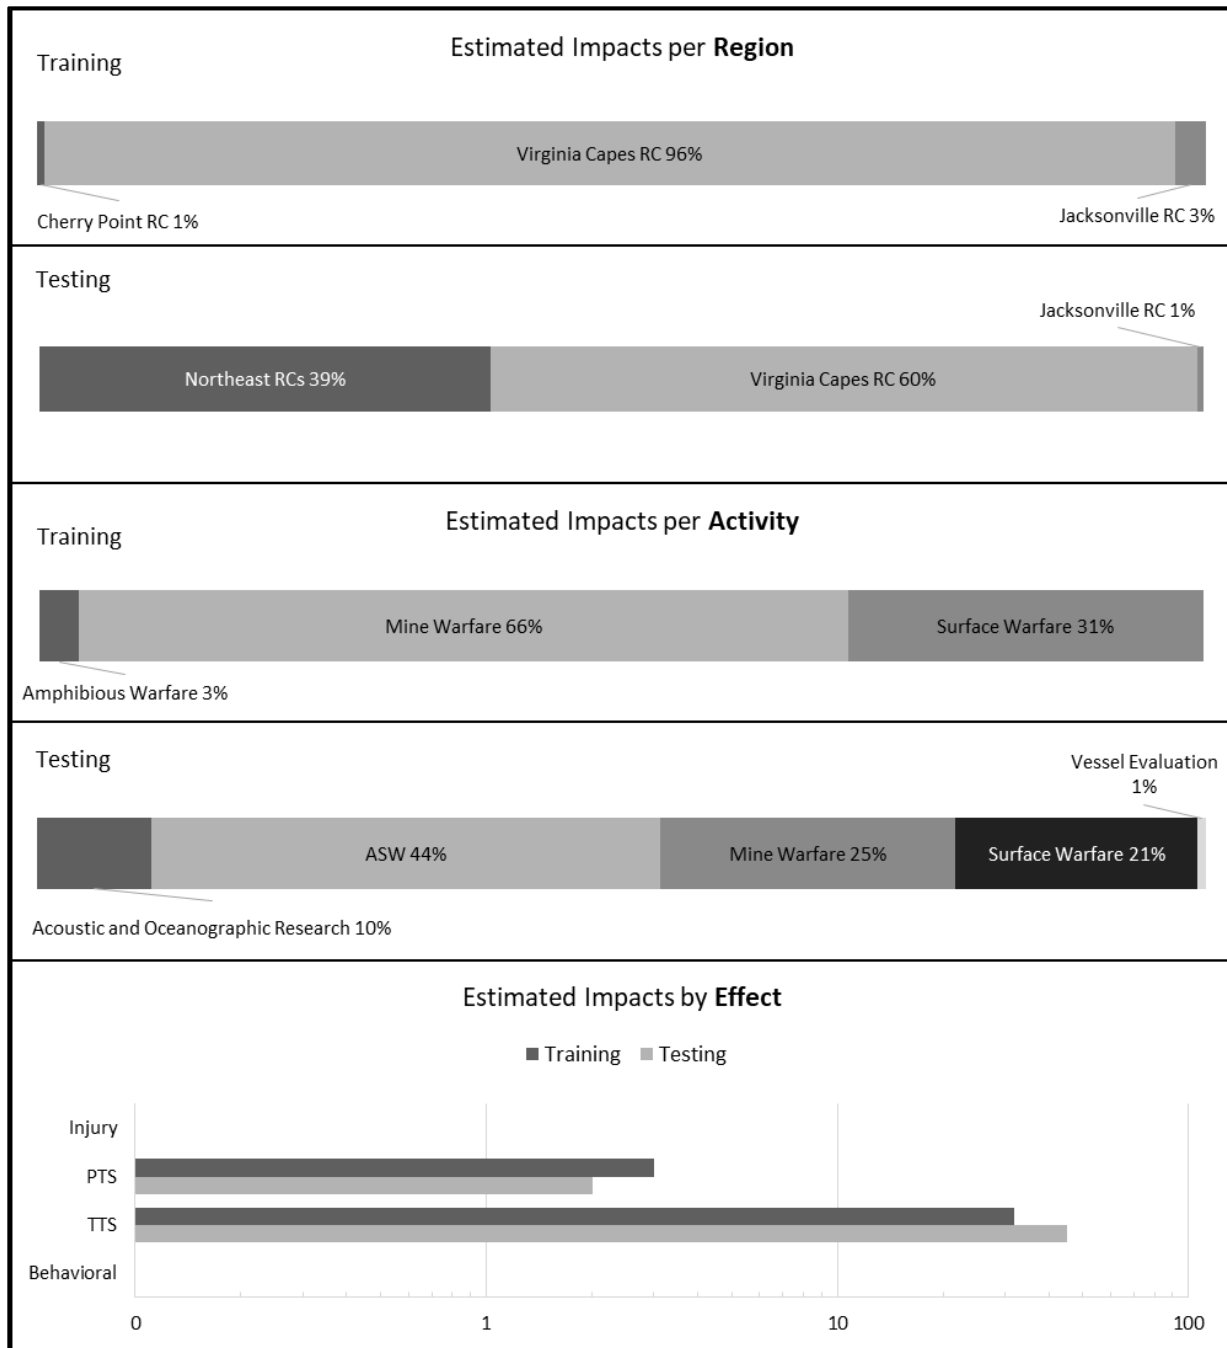 Estimated Impacts per Region
Training
Virginia Capes RC 96%
Cherry Point RC 1%
Jacksonville RC 3%
Testing
Jacksonville RC 1%
Northeast RCs 39%
Virginia Capes RC 60%
Estimated Impacts per Activity
Training
Mine Warfare 66%
Surface Warfare 31%
Amphibious Warfare 3%
Testing
Vessel Evaluation
1%
ASW 44%
Mine Warfare 25%
Surface Warfare 21%
Acoustic and Oceanographic Research 10%
Estimated Impacts by Effect
Training
Testing
Injury
PTS
TTS
Behavioral
0
1
10
100